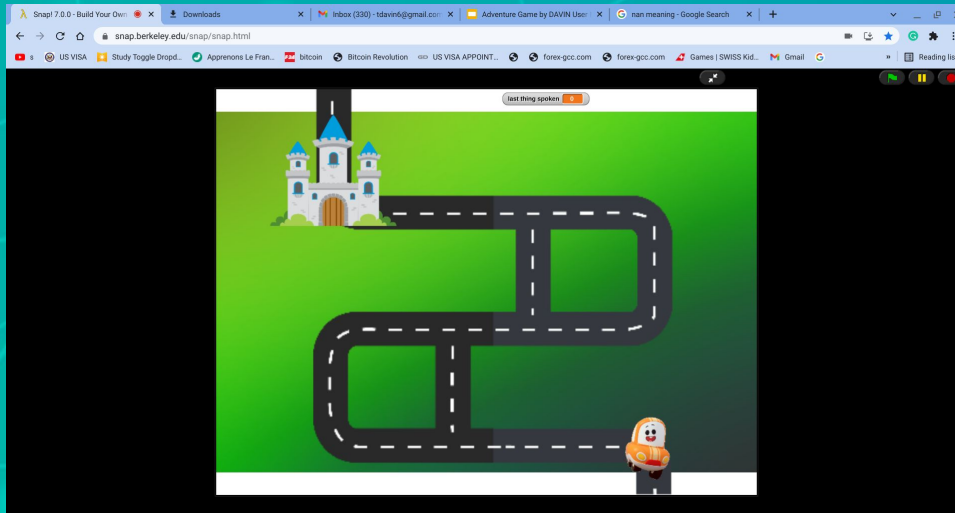 Snap! 7.0.0 - Build Your Own
Downloads
Inbox (330) - tdavin6@gmail.com
Adventure Game by DAVIN User
nan meaning - Google Search
snap.berkeley.edu/snap/snap.html
s
US VISA
Study Toggle Dropd...
Apprenons Le Fran...
bitcoin
Bitcoin Revolution
US VISA APPOINT...
forex-gcc.com
forex-gcc.com
Games | SWISS Kid...
Gmail
Reading lis
last thing spoken 0